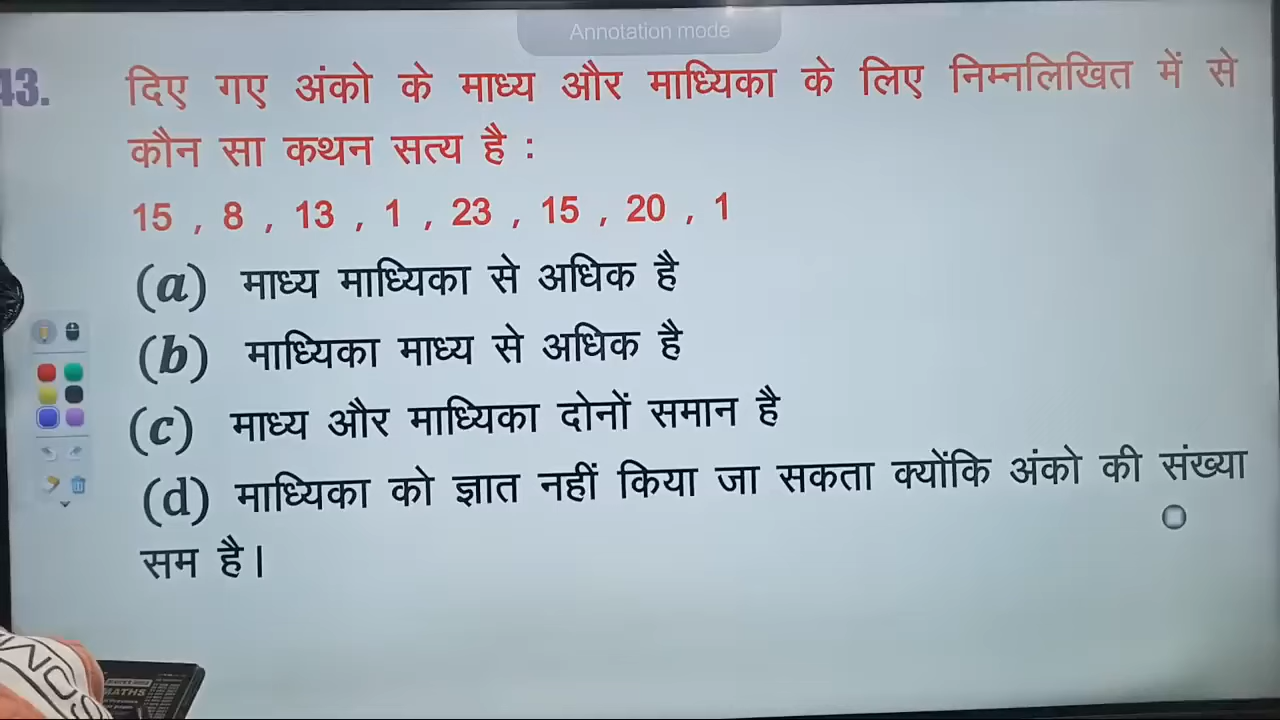 Annotation mode
43. दिए गए अंको के माध्य और माध्यिका के लिए निम्नलिखित में से
कौन सा कथन सत्य है :
15 , 8 , 13 , 1 , 23 , 15 , 20 , 1
(a) माध्य माध्यिका से अधिक है
(b) माध्यिका माध्य से अधिक है
(c) माध्य और माध्यिका दोनों समान है
(d) माध्यिका को ज्ञात नहीं किया जा सकता क्योंकि अंको की संख्या
सम है।
MATHS